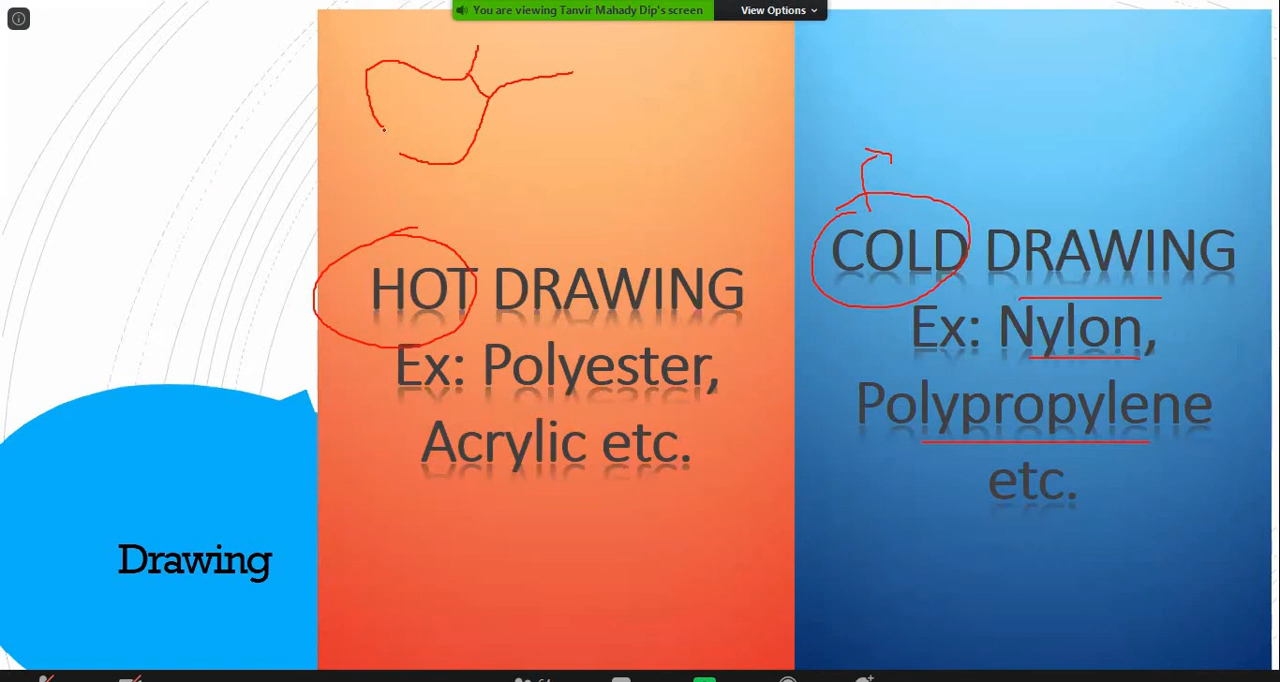 You are viewing Tanvir Mahady Dip's screen
View Options
HOT DRAWING
Ex: Polyester,
Acrylic etc.
COLD DRAWING
Ex: Nylon,
Polypropylene
etc.
Drawing